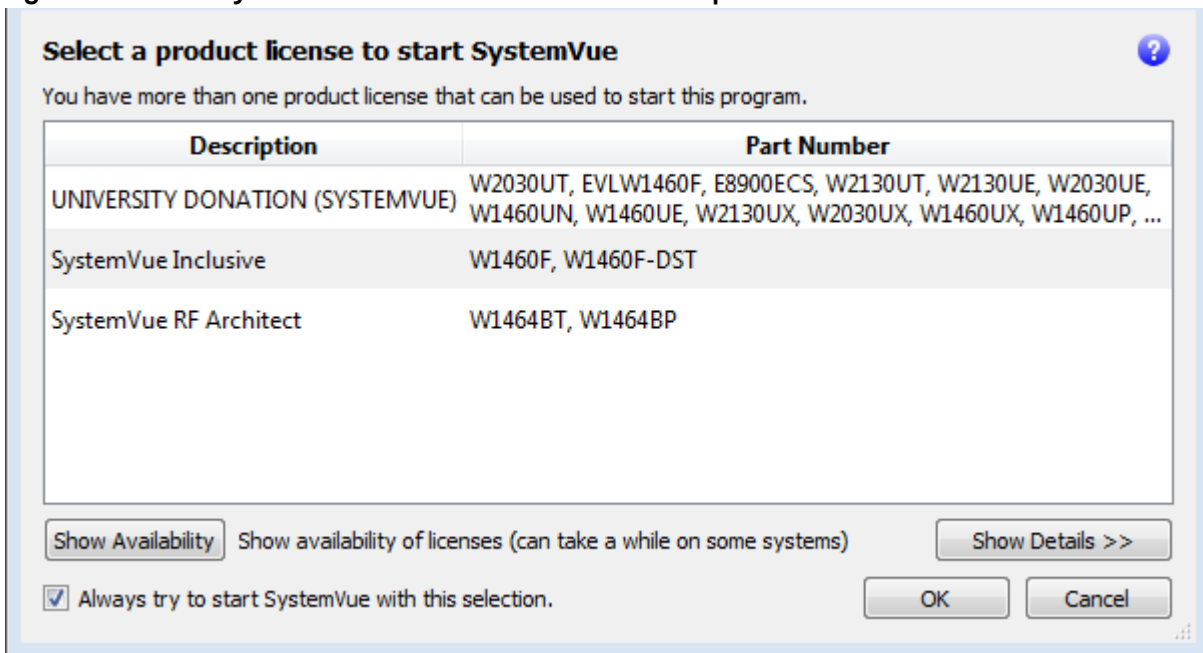 Select a product license to start SystemVue
You have more than one product license that can be used to start this program.
Description Part Number
UNIVERSITY DONATION (SYSTEMVUE) W2030UT, EVLW1460F, E8900ECS, W2130UT, W2130UE, W2030UE,
W1460UN, W1460UE, W2130UX, W2030UX, W1460UX, W1460UP, ...
SystemVue Inclusive W1460F, W1460F-DST
SystemVue RF Architect W1464BT, W1464BP
Show Availability Show availability of licenses (can take a while on some systems) Show Details >>
Always try to start SystemVue with this selection. OK Cancel